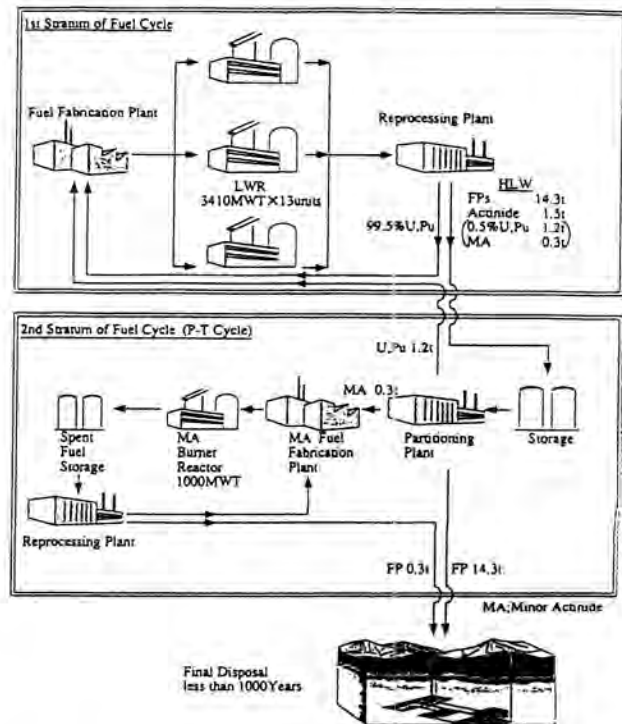 1st Stratum of Fuel Cycle
Fuel Fabrication Plant
Reprocessing Plant
LWR
3410MWT×13units
HLW
FPs 14.3t
Actinide 1.5t
(0.5%U,Pu 1.2t
MA 0.3t)
99.5%U,Pu
2nd Stratum of Fuel Cycle (P-T Cycle)
U,Pu 1.2t
MA 0.3t
Spent
Fuel
Storage
MA
Burner
Reactor
1000MWT
MA Fuel
Fabrication
Plant
Partitioning
Plant
Storage
Reprocessing Plant
FP 0.3t
FP 14.3t
MA;Minor Actinide
Final Disposal
less than 1000Years